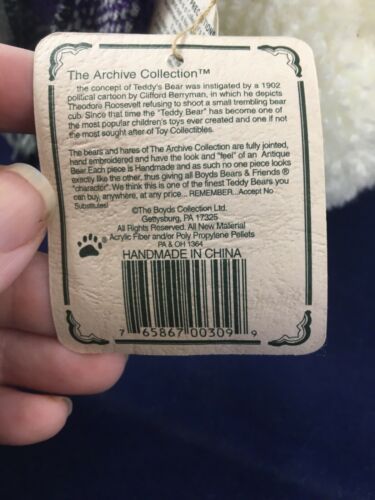 The Archive Collection™
the concept of Teddy's Bear was instigated by a 1902
political cartoon by Clifford Berryman, in which he depicts
Theodore Roosevelt refusing to shoot a small trembling bear
cub. Since that time the "Teddy Bear" has become one of
the most popular children's toys ever created and one if not
the most sought after of Toy Collectibles.
The bears and hares of The Archive Collection are fully jointed,
hand embroidered and have the look and "feel" of an Antique
Bear. Each piece is Handmade and as such no one piece looks
exactly like the other, thus giving all Boyds Bears & Friends®
"charactor". We think this is one of the finest Teddy Bears you
can buy, anywhere, at any price... REMEMBER...Accept No
Substitutes!
©The Boyds Collection Ltd.
Gettysburg, PA 17325
All Rights Reserved. All New Material
Acrylic Fiber and/or Poly Propylene Pellets
PA & OH 1364
®
HANDMADE IN CHINA
7 65867 00309 9